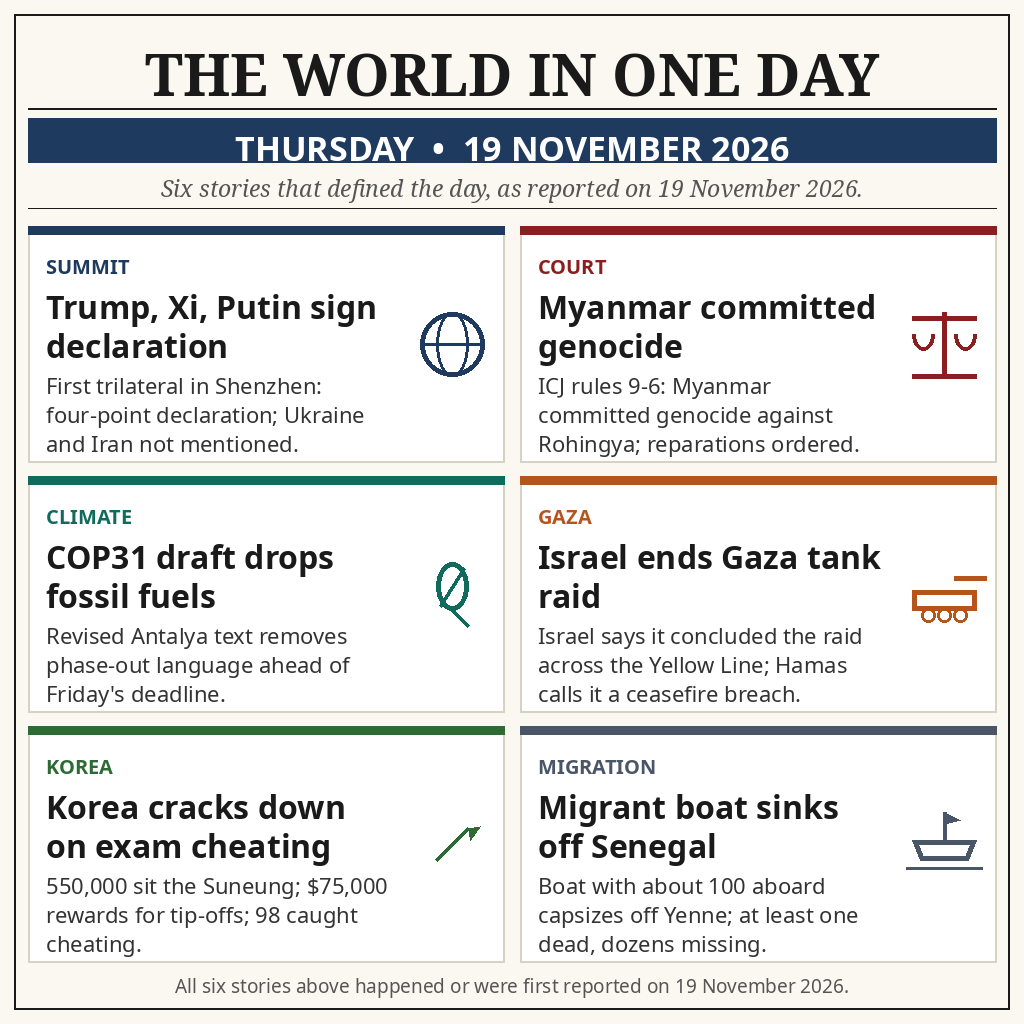 THE WORLD IN ONE DAY
THURSDAY • 19 NOVEMBER 2026
Six stories that defined the day, as reported on 19 November 2026.
SUMMIT
Trump, Xi, Putin sign
declaration
First trilateral in Shenzhen:
four-point declaration; Ukraine
and Iran not mentioned.
COURT
Myanmar committed
genocide
ICJ rules 9-6: Myanmar
committed genocide against
Rohingya; reparations ordered.
CLIMATE
COP31 draft drops
fossil fuels
Revised Antalya text removes
phase-out language ahead of
Friday's deadline.
GAZA
Israel ends Gaza tank
raid
Israel says it concluded the raid
across the Yellow Line; Hamas
calls it a ceasefire breach.
KOREA
Korea cracks down
on exam cheating
550,000 sit the Suneung; $75,000
rewards for tip-offs; 98 caught
cheating.
MIGRATION
Migrant boat sinks
off Senegal
Boat with about 100 aboard
capsizes off Yenne; at least one
dead, dozens missing.
All six stories above happened or were first reported on 19 November 2026.